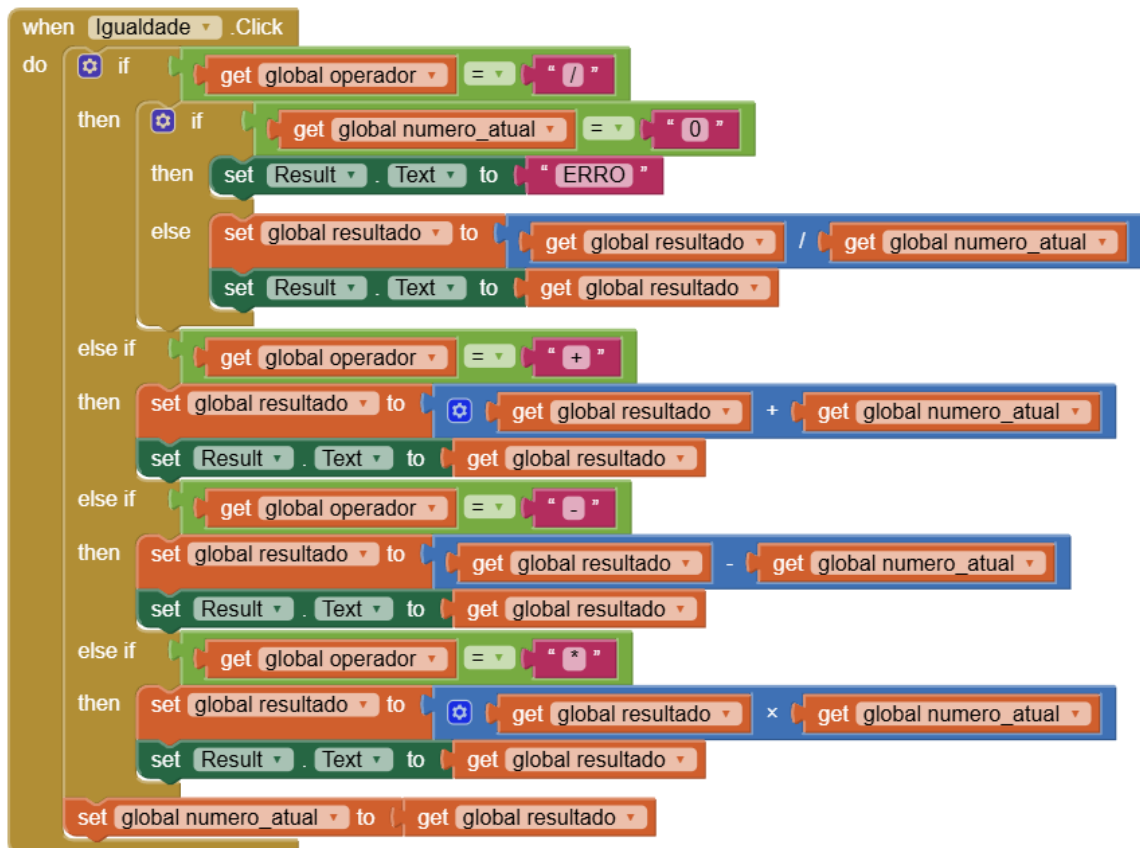 when Igualdade .Click
do if get global operador = " / "
then if get global numero_atual = " 0 "
then set Result . Text to " ERRO "
else set global resultado to get global resultado / get global numero_atual
set Result . Text to get global resultado
else if get global operador = " + "
then set global resultado to get global resultado + get global numero_atual
set Result . Text to get global resultado
else if get global operador = " - "
then set global resultado to get global resultado - get global numero_atual
set Result . Text to get global resultado
else if get global operador = " * "
then set global resultado to get global resultado × get global numero_atual
set Result . Text to get global resultado
set global numero_atual to get global resultado